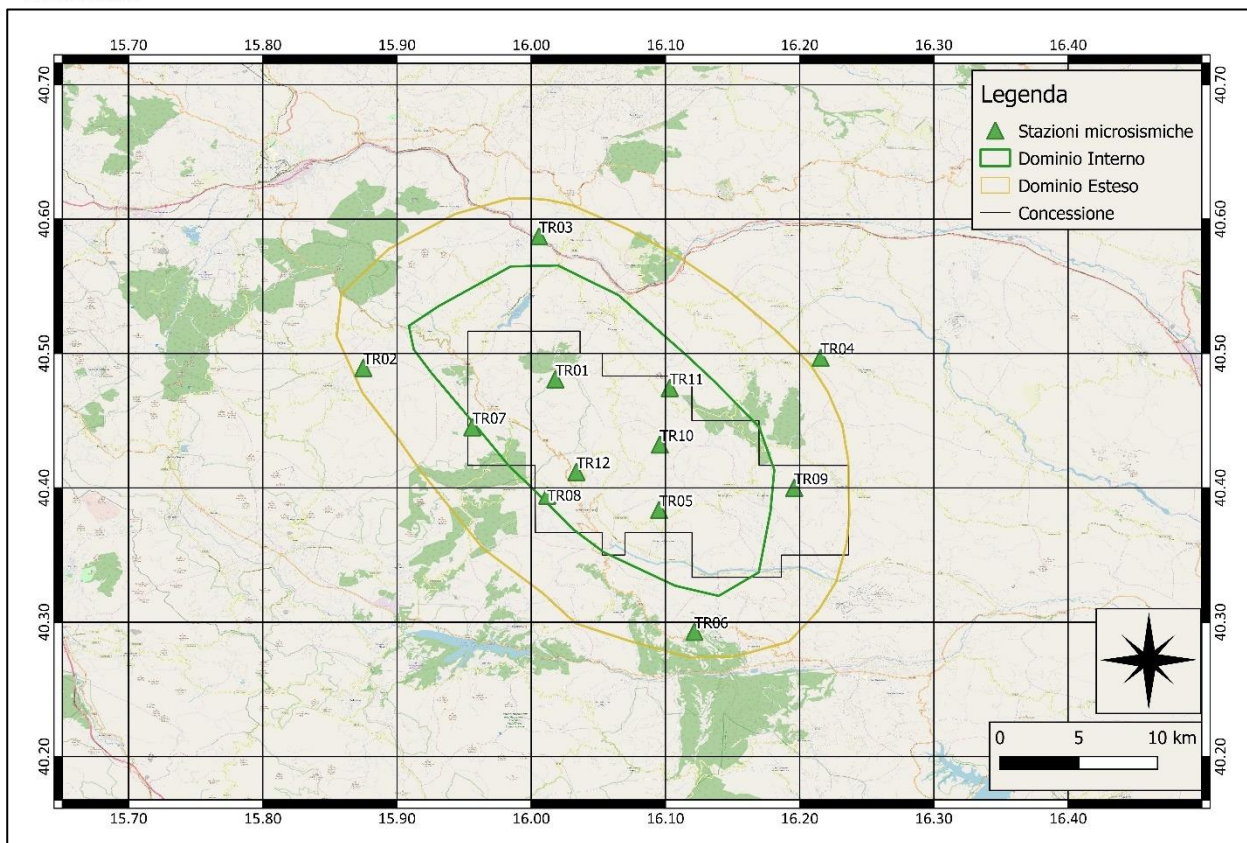 15.70 15.80 15.90 16.00 16.10 16.20 16.30 16.40
40.70 40.70
Legenda
Stazioni microsismiche
Dominio Interno
Dominio Esteso
Concessione
40.60 40.60
TR03
40.50 40.50
TR04
TR02
TR01
TR11
TR07
TR10
TR12
40.40 40.40
TR09
TR08
TR05
40.30 40.30
TR06
0 5 10 km
40.20 40.20
15.70 15.80 15.90 16.00 16.10 16.20 16.30 16.40